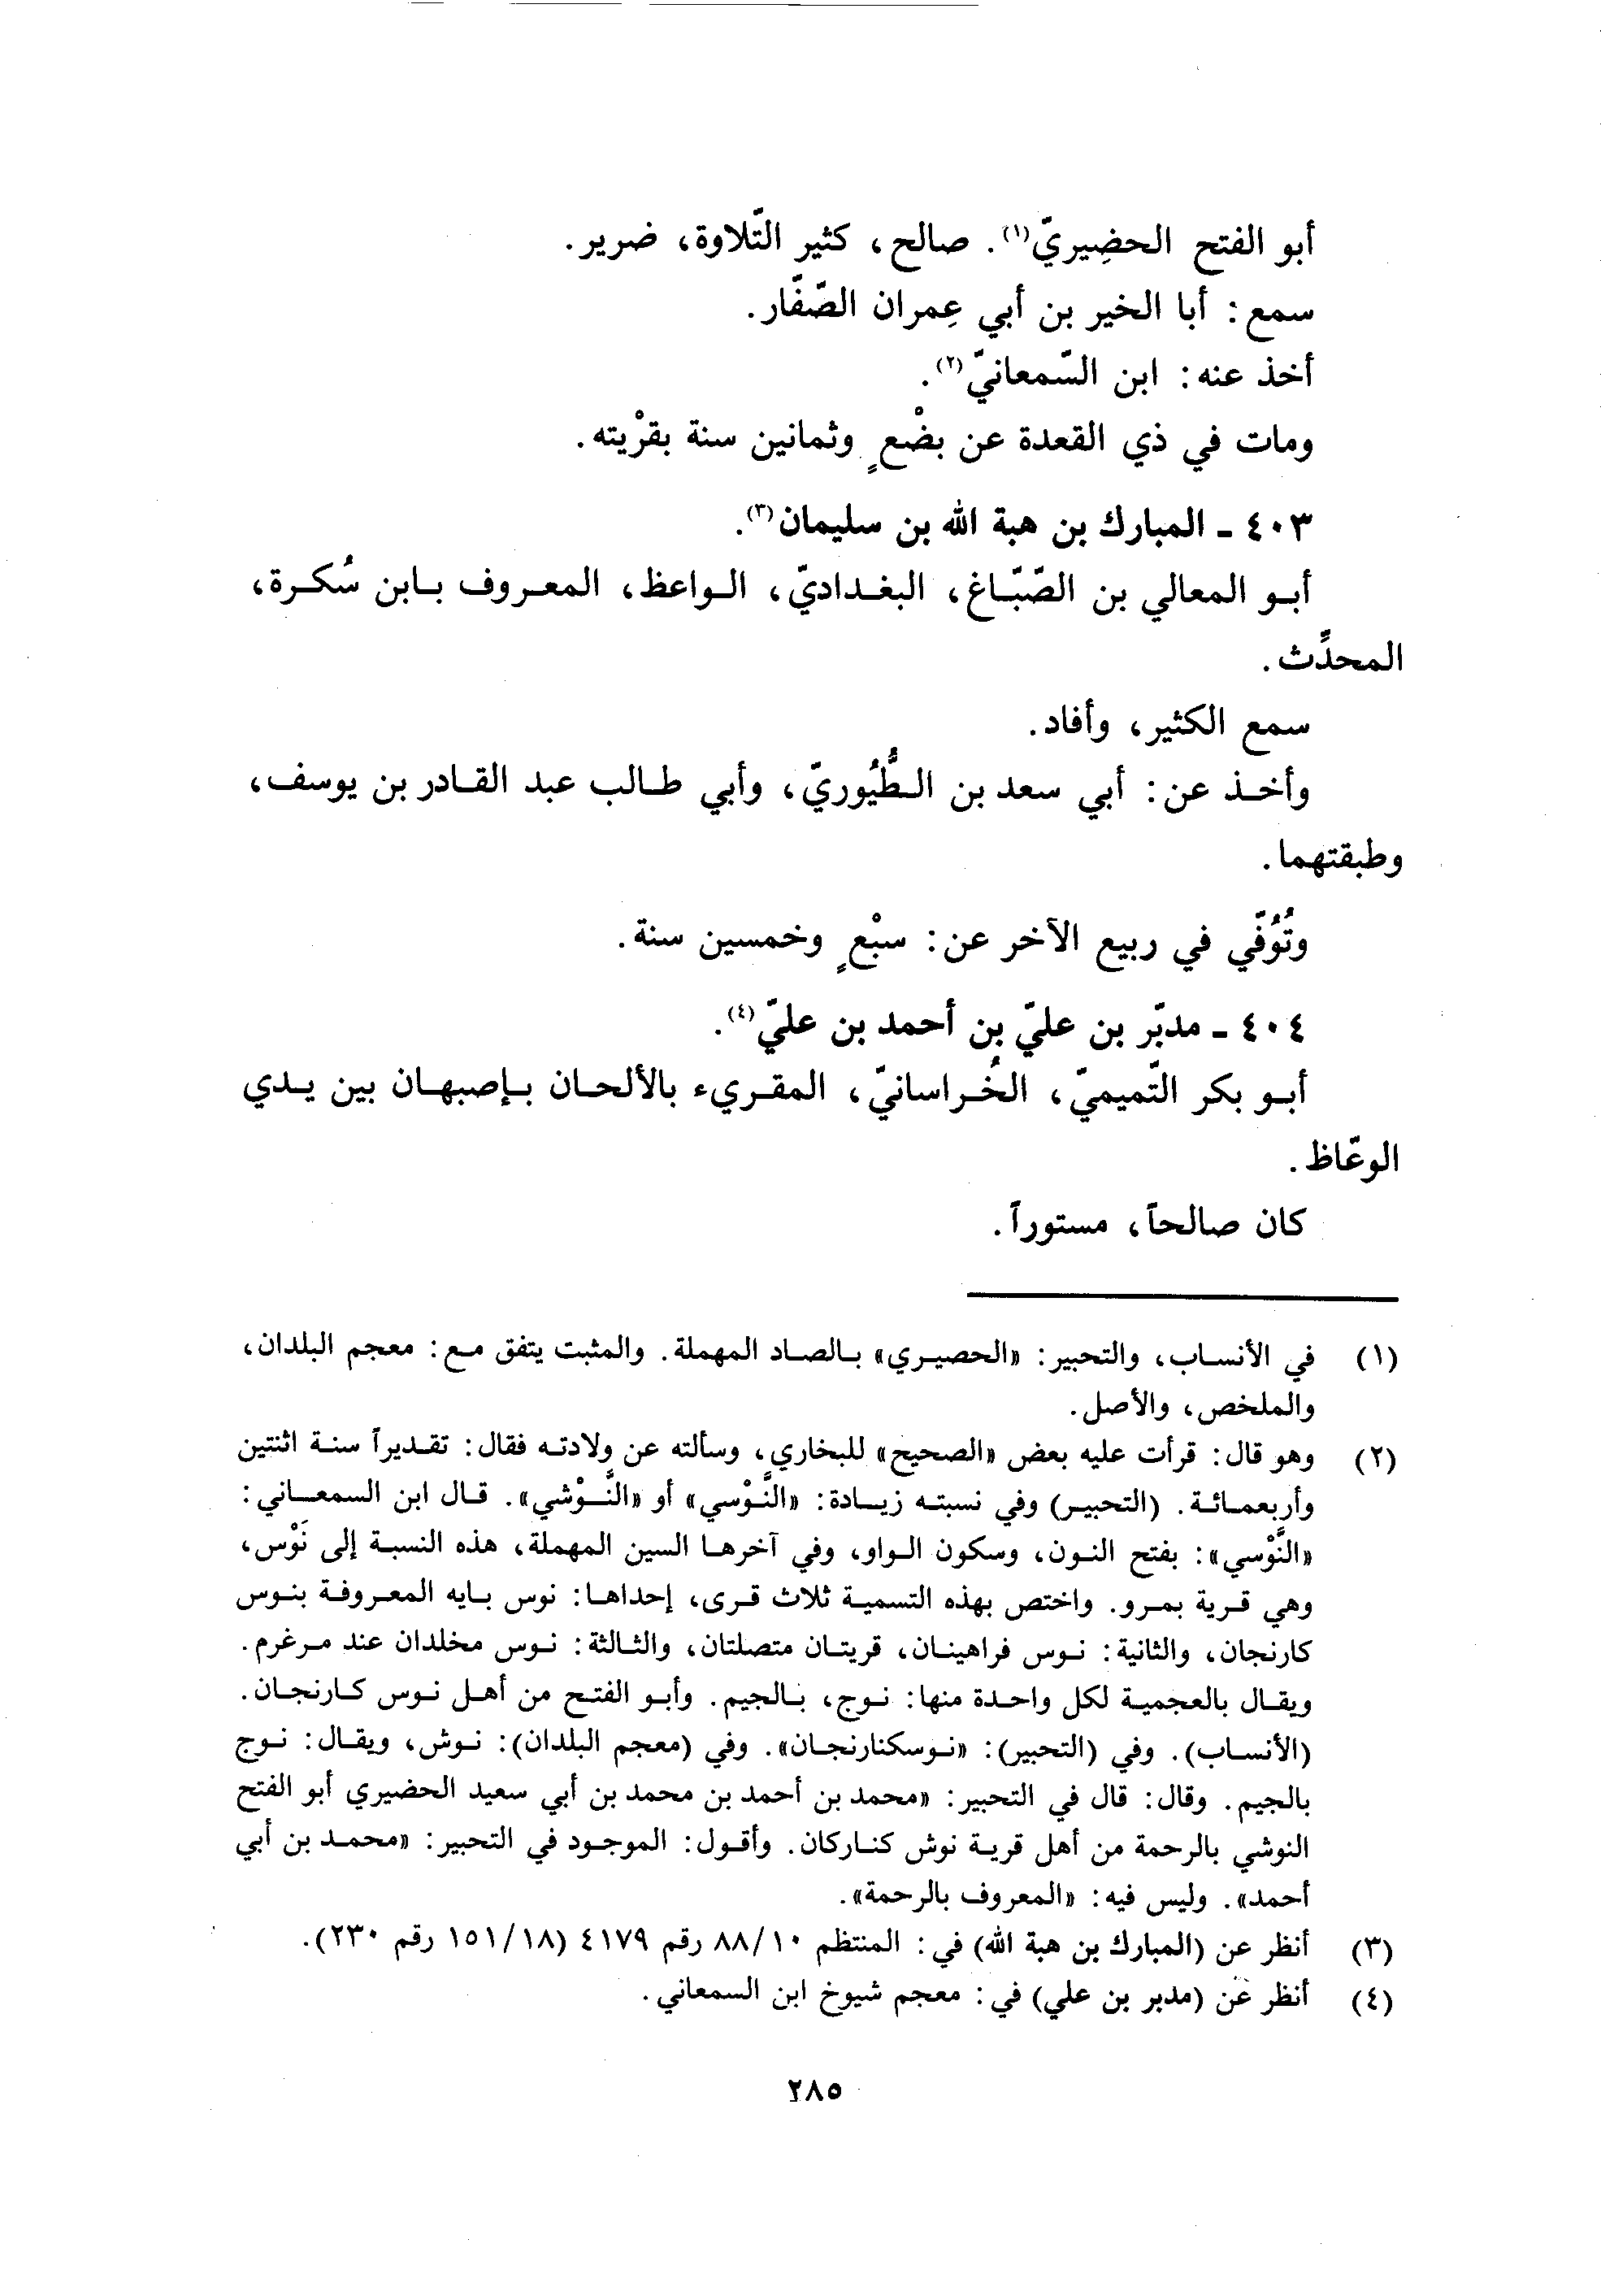 أبو الفتح الحضِيريّ(١). صالح، كثير التّلاوة، ضرير.
سمع: أبا الخير بن أبي عِمران الصّفّار.
أخذ عنه: ابن السّمعانيّ(٢).
ومات في ذي القعدة عن بضْعٍ وثمانين سنة بقرْيته.
٤٠٣ ـ المبارك بن هبة الله بن سليمان(٣).
أبو المعالي بن الصّبّاغ، البغداديّ، الواعظ، المعروف بابن سُكرة،
المحدِّث.
سمع الكثير، وأفاد.
وأخذ عن: أبي سعد بن الطُّيُوريّ، وأبي طالب عبد القادر بن يوسف،
وطبقتهما.
وتُوُفّي في ربيع الآخر عن: سبْعٍ وخمسين سنة.
٤٠٤ ـ مدبّر بن عليّ بن أحمد بن عليّ(٤).
أبو بكر التّميميّ، الخُراسانيّ، المقريء بالألحان بإصبهان بين يدي
الوعّاظ.
كان صالحاً، مستوراً.
(١) في الأنساب، والتحبير: «الحصيري» بالصاد المهملة. والمثبت يتفق مع: معجم البلدان،
والملخص، والأصل.
(٢) وهو قال: قرأت عليه بعض «الصحيح» للبخاري، وسألته عن ولادته فقال: تقديراً سنة اثنتين
وأربعمائة. (التحبير) وفي نسبته زيادة: «النَّوْسي» أو «النَّوْشي». قال ابن السمعاني:
«النَّوْسي»: بفتح النون، وسكون الواو، وفي آخرها السين المهملة، هذه النسبة إلى نَوْس،
وهي قرية بمرو. واختص بهذه التسمية ثلاث قرى، إحداها: نوس بايه المعروفة بنوس
كارنجان، والثانية: نوس فراهينان، قريتان متصلتان، والثالثة: نوس مخلدان عند مرغرم.
ويقال بالعجمية لكل واحدة منها: نوج، بالجيم. وأبو الفتح من أهل نوس كارنجان.
(الأنساب). وفي (التحبير): «نوسكنارنجان». وفي (معجم البلدان): نوش، ويقال: نوج
بالجيم. وقال: قال في التحبير: «محمد بن أحمد بن محمد بن أبي سعيد الحضيري أبو الفتح
النوشي بالرحمة من أهل قرية نوش كناركان. وأقول: الموجود في التحبير: «محمد بن أبي
أحمد». وليس فيه: «المعروف بالرحمة».
(٣) أنظر عن (المبارك بن هبة الله) في: المنتظم ٨٨/١٠ رقم ٤١٧٩ (١٥١/١٨ رقم ٢٣٠).
(٤) أنظر عن (مدبر بن علي) في: معجم شيوخ ابن السمعاني.
٢٨٥